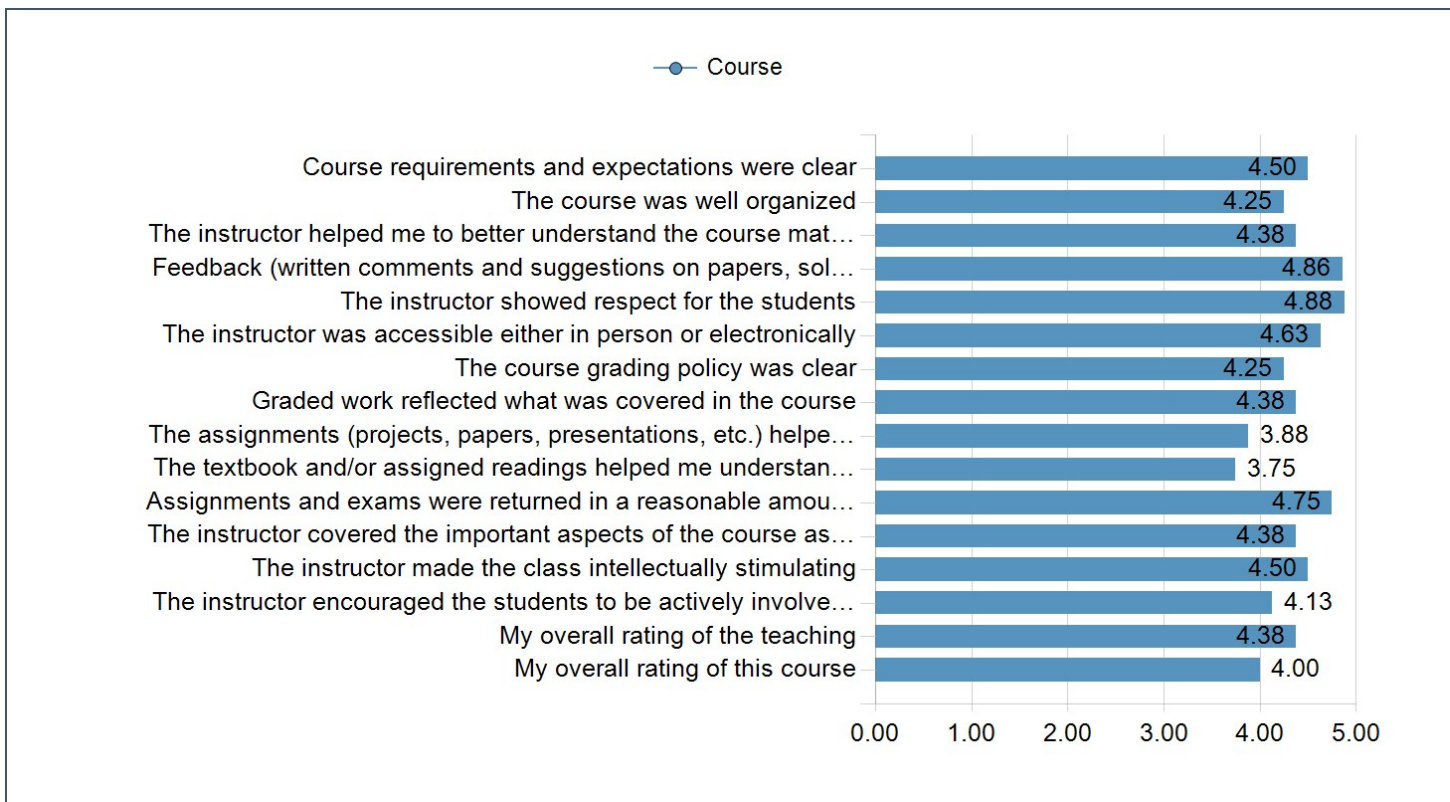 Course
Course requirements and expectations were clear 4.50
The course was well organized 4.25
The instructor helped me to better understand the course mat… 4.38
Feedback (written comments and suggestions on papers, sol… 4.86
The instructor showed respect for the students 4.88
The instructor was accessible either in person or electronically 4.63
The course grading policy was clear 4.25
Graded work reflected what was covered in the course 4.38
The assignments (projects, papers, presentations, etc.) helpe… 3.88
The textbook and/or assigned readings helped me understan… 3.75
Assignments and exams were returned in a reasonable amou… 4.75
The instructor covered the important aspects of the course as… 4.38
The instructor made the class intellectually stimulating 4.50
The instructor encouraged the students to be actively involve… 4.13
My overall rating of the teaching 4.38
My overall rating of this course 4.00
0.00 1.00 2.00 3.00 4.00 5.00